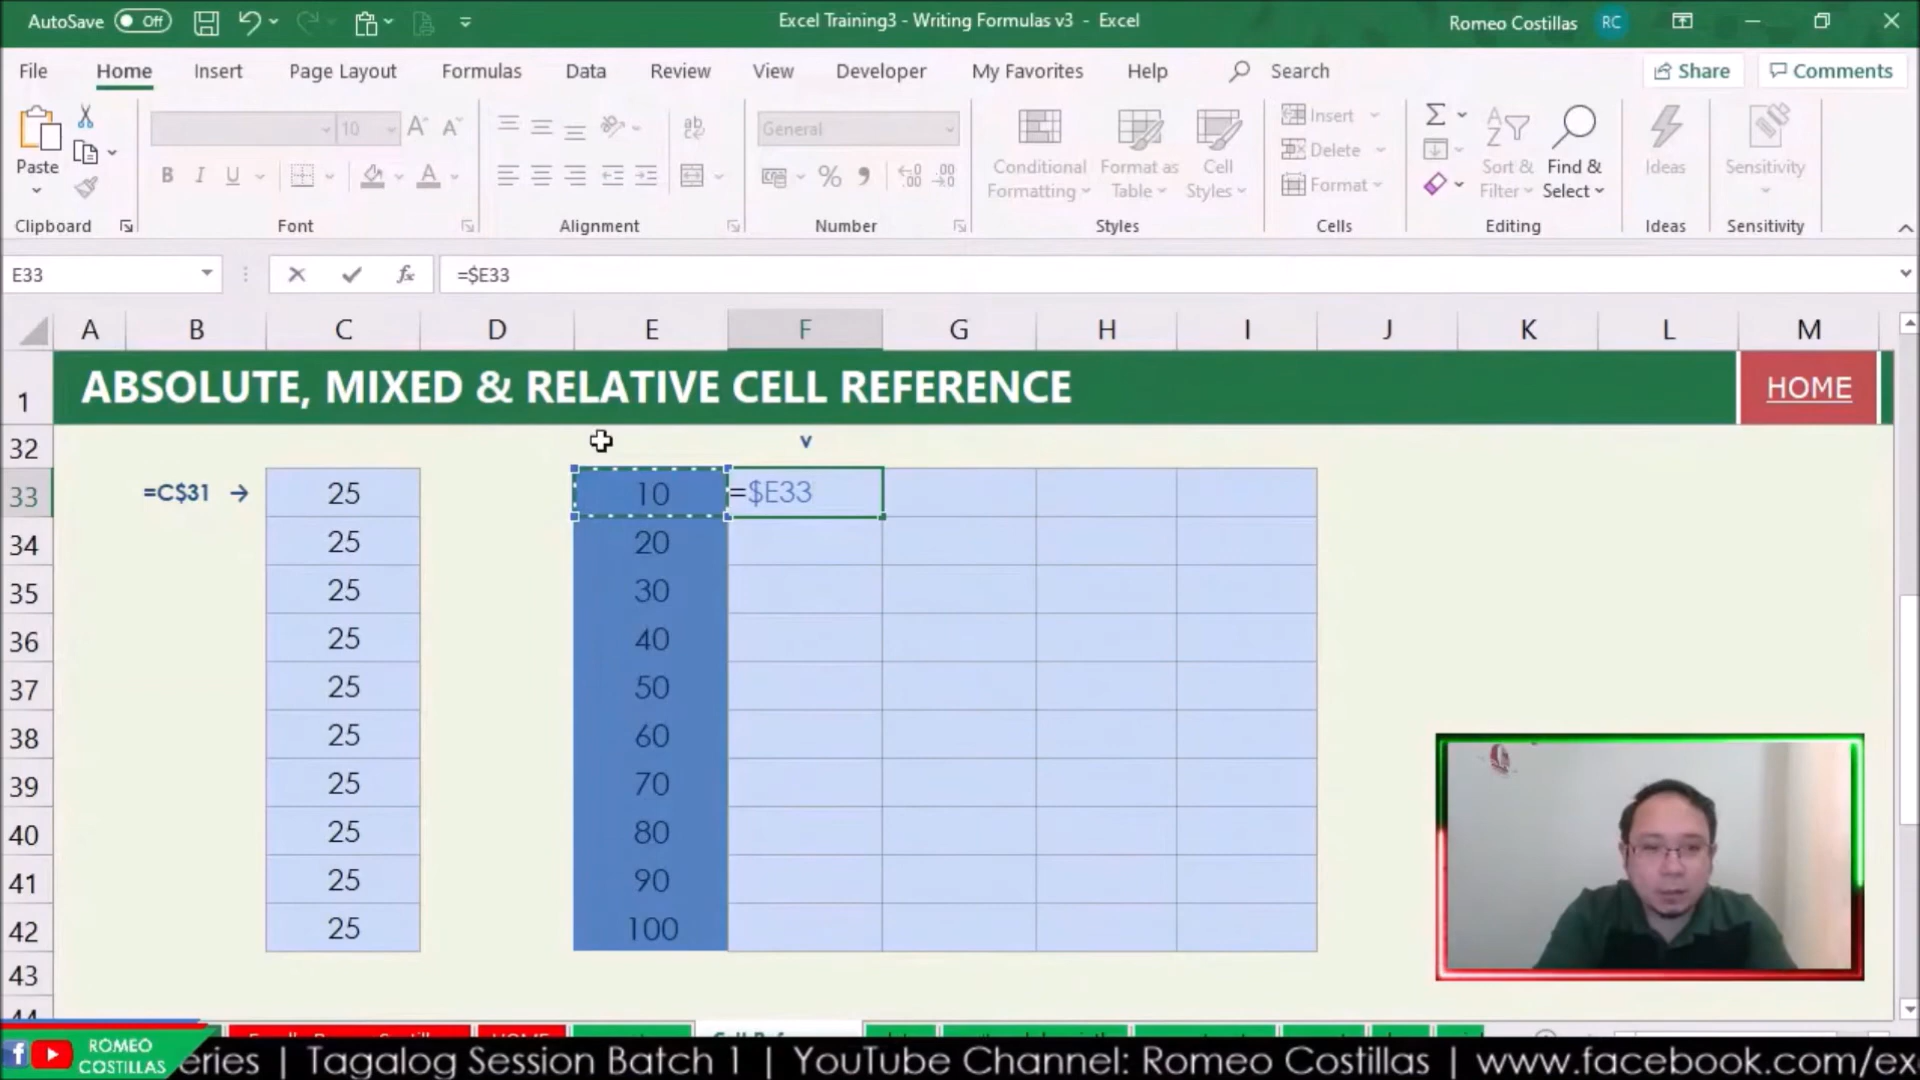 AutoSave Off
Excel Training3 - Writing Formulas v3 - Excel
Romeo Costillas RC
File Home Insert Page Layout Formulas Data Review View Developer My Favorites Help Search
Share Comments
Paste
Clipboard
10
B I U A
Font
ab
Alignment
General
%
Number
Conditional Formatting
Format as Table
Cell Styles
Styles
Insert
Delete
Format
Cells
Sort & Filter
Find & Select
Editing
Ideas
Ideas
Sensitivity
Sensitivity
E33 fx =$E33
A B C D E F G H I J K L M
1 ABSOLUTE, MIXED & RELATIVE CELL REFERENCE HOME
32 v
33 =C$31 → 25 10 =$E33
34 25 20
35 25 30
36 25 40
37 25 50
38 25 60
39 25 70
40 25 80
41 25 90
42 25 100
43
44
ROMEO
COSTILLAS
eries | Tagalog Session Batch 1 | YouTube Channel: Romeo Costillas | www.facebook.com/ex